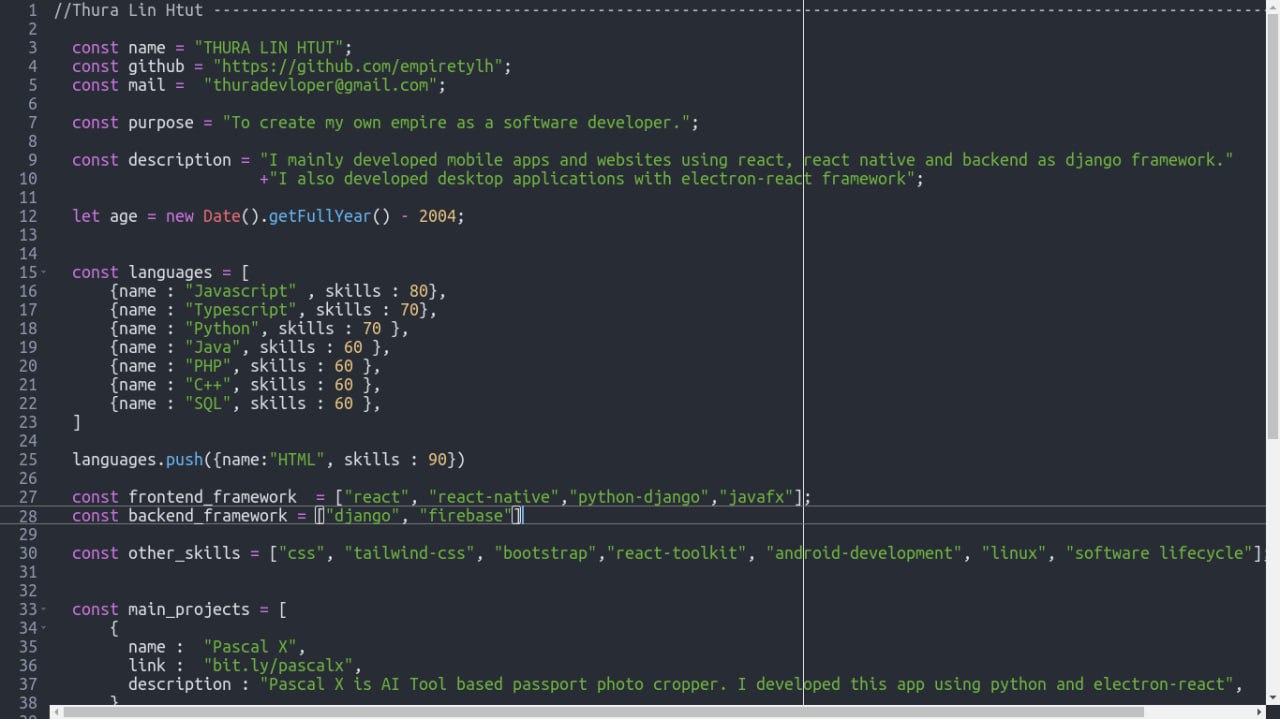 1 //Thura Lin Htut ----------------------------------------------------------------------------------------------------------------
2
3 const name = "THURA LIN HTUT";
4 const github = "https://github.com/empiretylh";
5 const mail =  "thuradevloper@gmail.com";
6
7 const purpose = "To create my own empire as a software developer.";
8
9 const description = "I mainly developed mobile apps and websites using react, react native and backend as django framework."
10 +"I also developed desktop applications with electron-react framework";
11
12 let age = new Date().getFullYear() - 2004;
13
14
15 const languages = [
16 {name : "Javascript" , skills : 80},
17 {name : "Typescript", skills : 70},
18 {name : "Python", skills : 70 },
19 {name : "Java", skills : 60 },
20 {name : "PHP", skills : 60 },
21 {name : "C++", skills : 60 },
22 {name : "SQL", skills : 60 },
23 ]
24
25 languages.push({name:"HTML", skills : 90})
26
27 const frontend_framework  = ["react", "react-native","python-django","javafx"];
28 const backend_framework = ["django", "firebase"]
29
30 const other_skills = ["css", "tailwind-css", "bootstrap","react-toolkit", "android-development", "linux", "software lifecycle"];
31
32
33 const main_projects = [
34 {
35 name :  "Pascal X",
36 link :  "bit.ly/pascalx",
37 description : "Pascal X is AI Tool based passport photo cropper. I developed this app using python and electron-react",
38 }